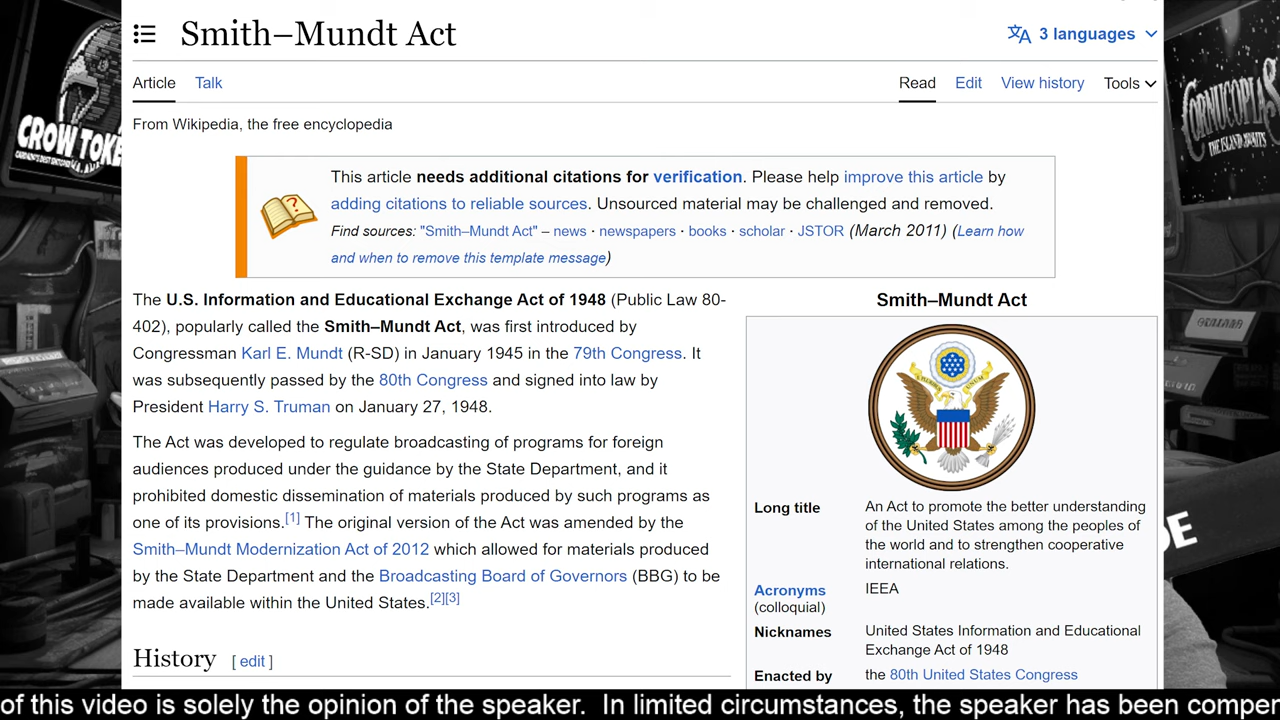 Smith–Mundt Act
3 languages
Article Talk Read Edit View history Tools
From Wikipedia, the free encyclopedia
This article needs additional citations for verification. Please help improve this article by
adding citations to reliable sources. Unsourced material may be challenged and removed.
Find sources: "Smith–Mundt Act" – news · newspapers · books · scholar · JSTOR (March 2011) (Learn how
and when to remove this template message)
The U.S. Information and Educational Exchange Act of 1948 (Public Law 80-
402), popularly called the Smith–Mundt Act, was first introduced by
Congressman Karl E. Mundt (R-SD) in January 1945 in the 79th Congress. It
was subsequently passed by the 80th Congress and signed into law by
President Harry S. Truman on January 27, 1948.
The Act was developed to regulate broadcasting of programs for foreign
audiences produced under the guidance by the State Department, and it
prohibited domestic dissemination of materials produced by such programs as
one of its provisions.[1] The original version of the Act was amended by the
Smith–Mundt Modernization Act of 2012 which allowed for materials produced
by the State Department and the Broadcasting Board of Governors (BBG) to be
made available within the United States.[2][3]
History [ edit ]
Smith–Mundt Act
Long title An Act to promote the better understanding
of the United States among the peoples of
the world and to strengthen cooperative
international relations.
Acronyms IEEA
(colloquial)
Nicknames United States Information and Educational
Exchange Act of 1948
Enacted by the 80th United States Congress
CROW TOKE
CORNUCOPIAS
THE ISLAND AWAITS
DE
of this video is solely the opinion of the speaker. In limited circumstances, the speaker has been compen